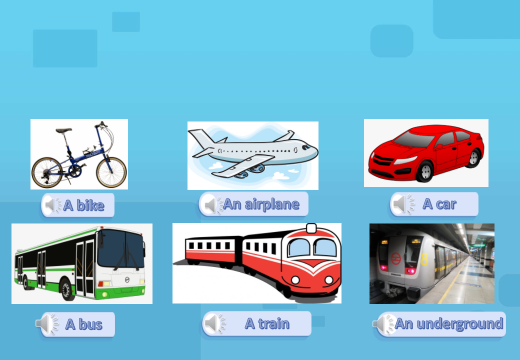 A bike
An airplane
A car
A bus
A train
An underground